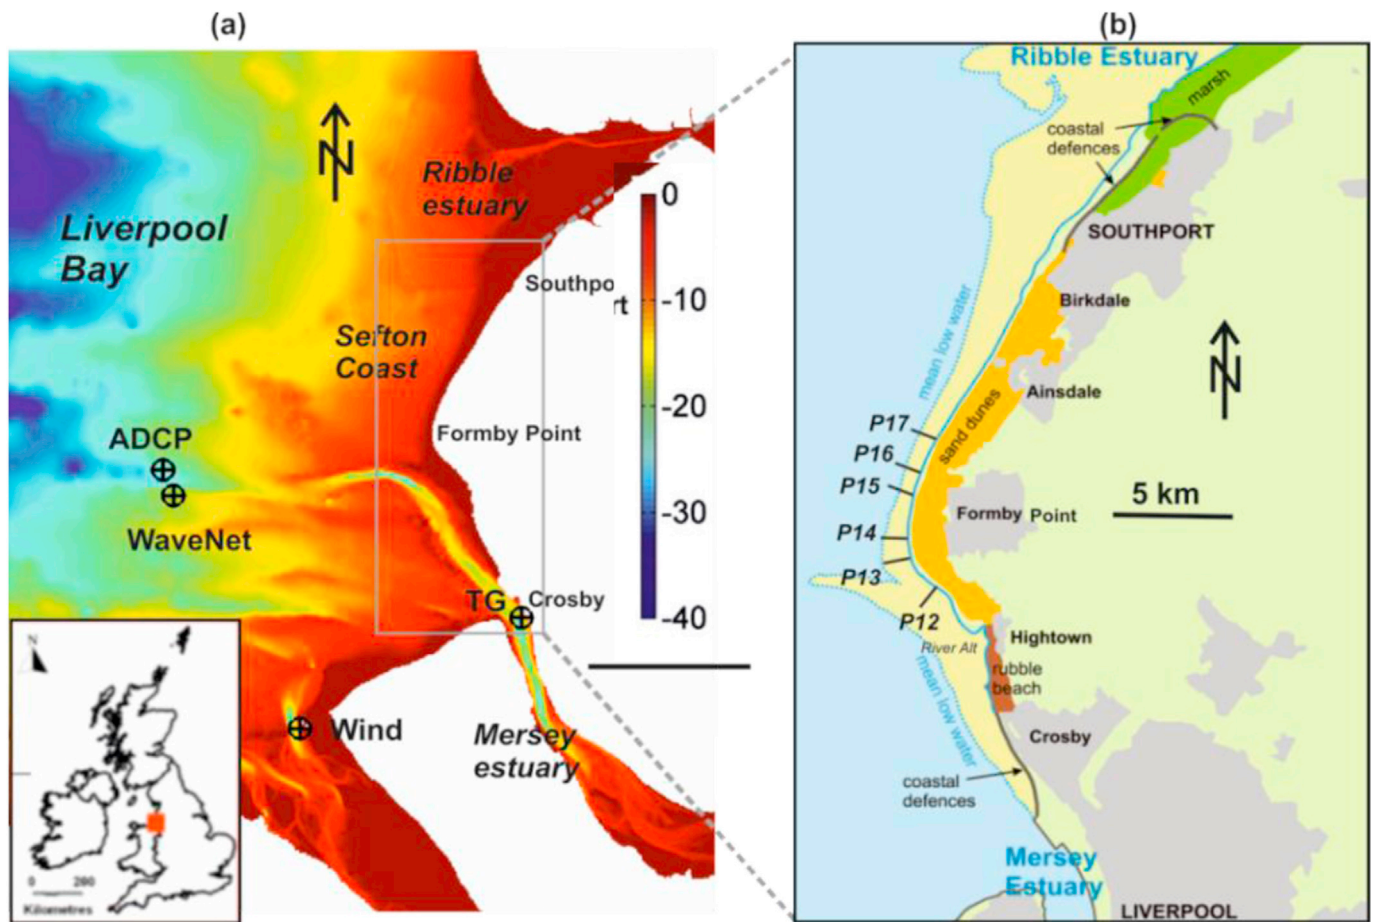 (a)
N
Ribble
estuary
Liverpool
Bay
0
-10
-20
-30
-40
Southpo
rt
Sefton
Coast
Formby Point
ADCP
WaveNet
TG
Crosby
Wind
Mersey
estuary
N
0 200
Kilometres
(b)
Ribble Estuary
marsh
coastal
defences
SOUTHPORT
Birkdale
mean low water
N
Ainsdale
sand dunes
P17
P16
P15
P14
P13
P12
5 km
Formby Point
Hightown
River Alt
rubble
beach
mean low water
Crosby
coastal
defences
Mersey
Estuary
LIVERPOOL